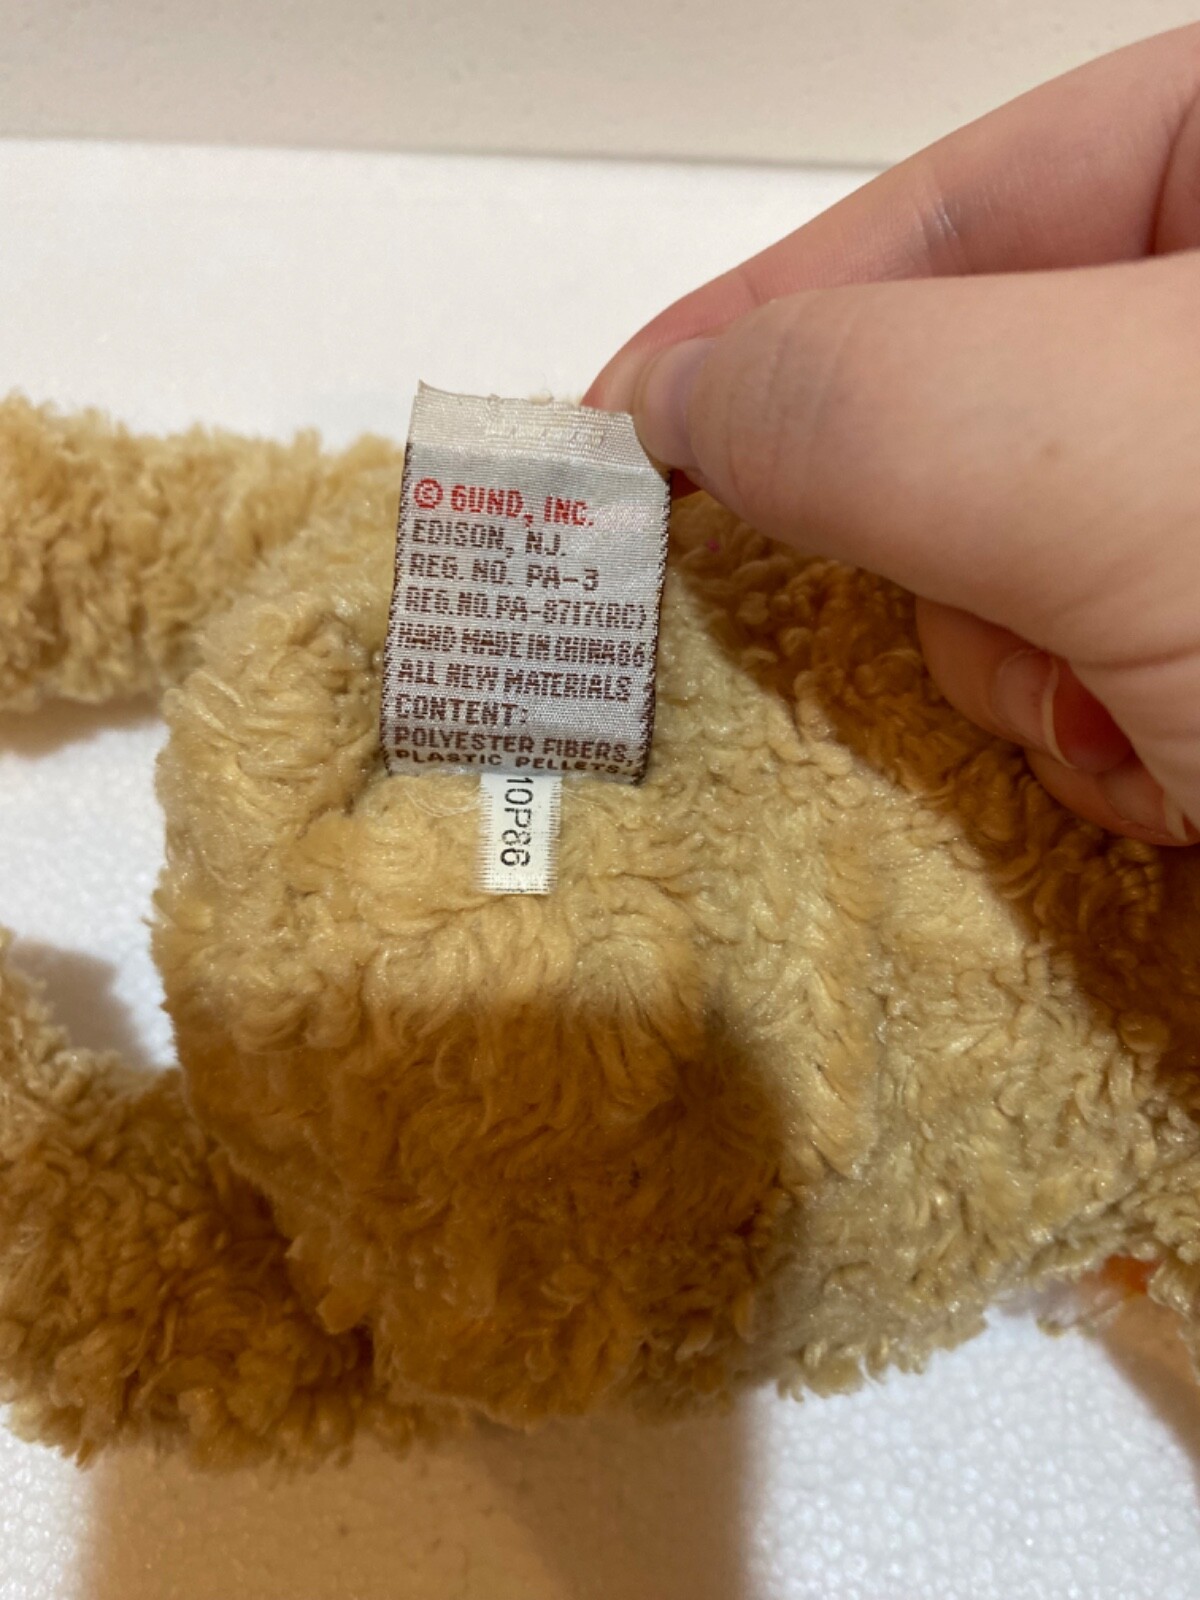 © GUND, INC.
EDISON, NJ.
REG. NO. PA-3
REG.NO.PA-8717(RC)
HAND MADE IN CHINA86
ALL NEW MATERIALS
CONTENT:
POLYESTER FIBERS,
PLASTIC PELLETS.
10P86